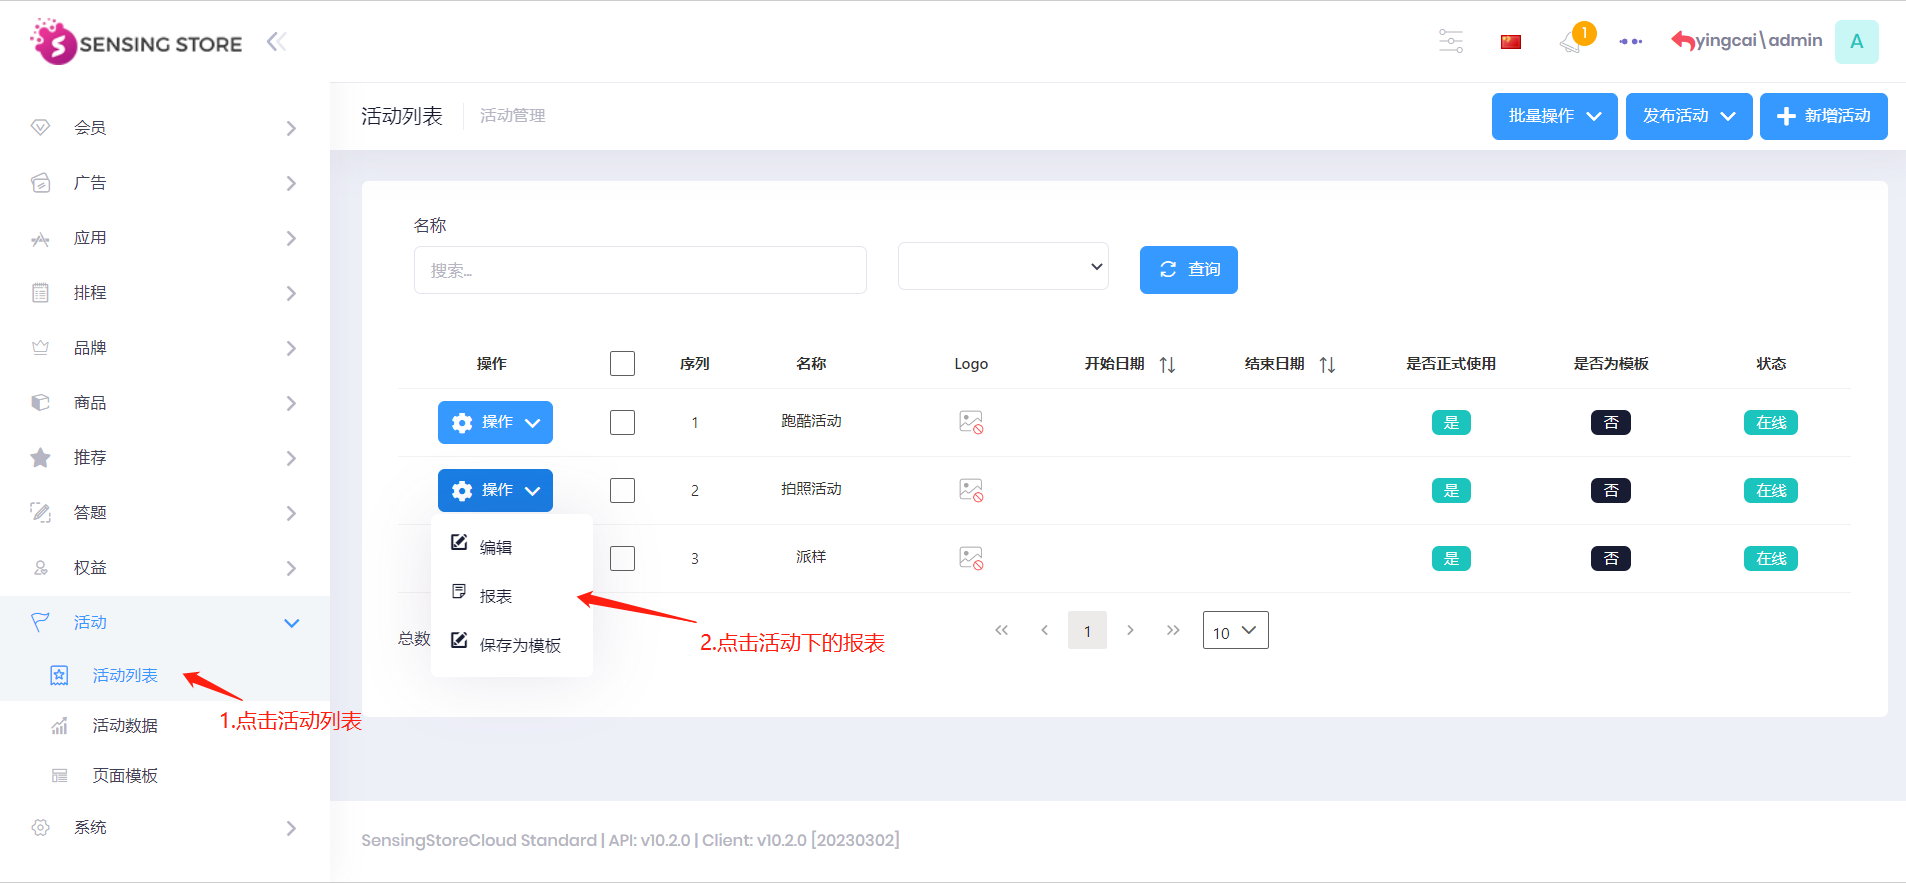 SENSING STORE
1
yingcai\admin
A
会员
广告
应用
排程
品牌
商品
推荐
答题
权益
活动
活动列表
活动数据
页面模板
系统
1.点击活动列表
活动列表
活动管理
批量操作
发布活动
新增活动
名称
搜索...
查询
操作 序列 名称 Logo 开始日期 结束日期 是否正式使用 是否为模板 状态
操作 1 跑酷活动 是 否 在线
操作 2 拍照活动 是 否 在线
3 派样 是 否 在线
编辑
报表
保存为模板
2.点击活动下的报表
总数
1
10
SensingStoreCloud Standard | API: v10.2.0 | Client: v10.2.0 [20230302]